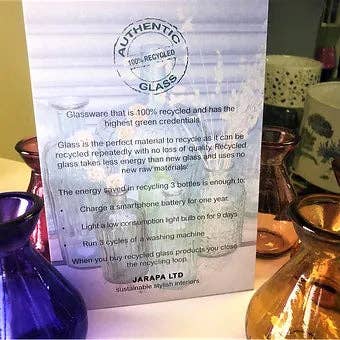 AUTHENTIC
100% RECYCLED
GLASS
Glassware that is 100% recycled and has the
highest green credentials.
Glass is the perfect material to recycle as it can be
recycled repeatedly with no loss of quality. Recycled
glass takes less energy than new glass and uses no
new raw materials.
The energy saved in recycling 3 bottles is enough to:
• Charge a smartphone battery for one year.
• Light a low consumption light bulb on for 9 days.
• Run 3 cycles of a washing machine
When you buy recycled glass products you close
the recycling loop.
JARAPA LTD
sustainable stylish interiors